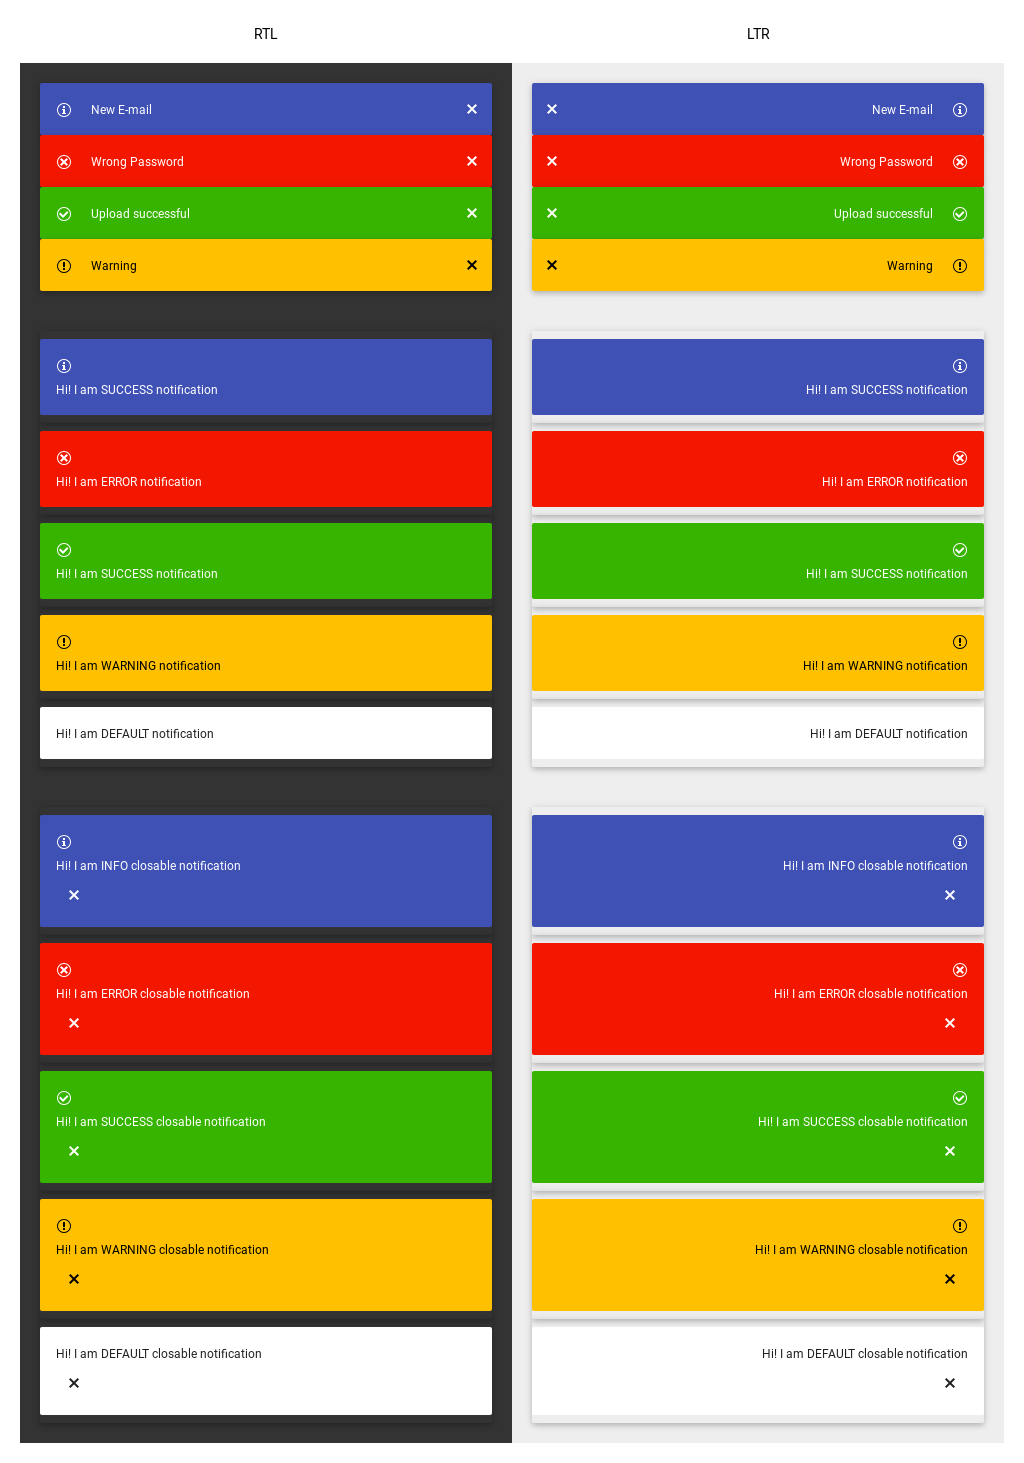 RTL
LTR
New E-mail
Wrong Password
Upload successful
Warning
Hi! I am SUCCESS notification
Hi! I am ERROR notification
Hi! I am SUCCESS notification
Hi! I am WARNING notification
Hi! I am DEFAULT notification
Hi! I am INFO closable notification
Hi! I am ERROR closable notification
Hi! I am SUCCESS closable notification
Hi! I am WARNING closable notification
Hi! I am DEFAULT closable notification
New E-mail
Wrong Password
Upload successful
Warning
Hi! I am SUCCESS notification
Hi! I am ERROR notification
Hi! I am SUCCESS notification
Hi! I am WARNING notification
Hi! I am DEFAULT notification
Hi! I am INFO closable notification
Hi! I am ERROR closable notification
Hi! I am SUCCESS closable notification
Hi! I am WARNING closable notification
Hi! I am DEFAULT closable notification